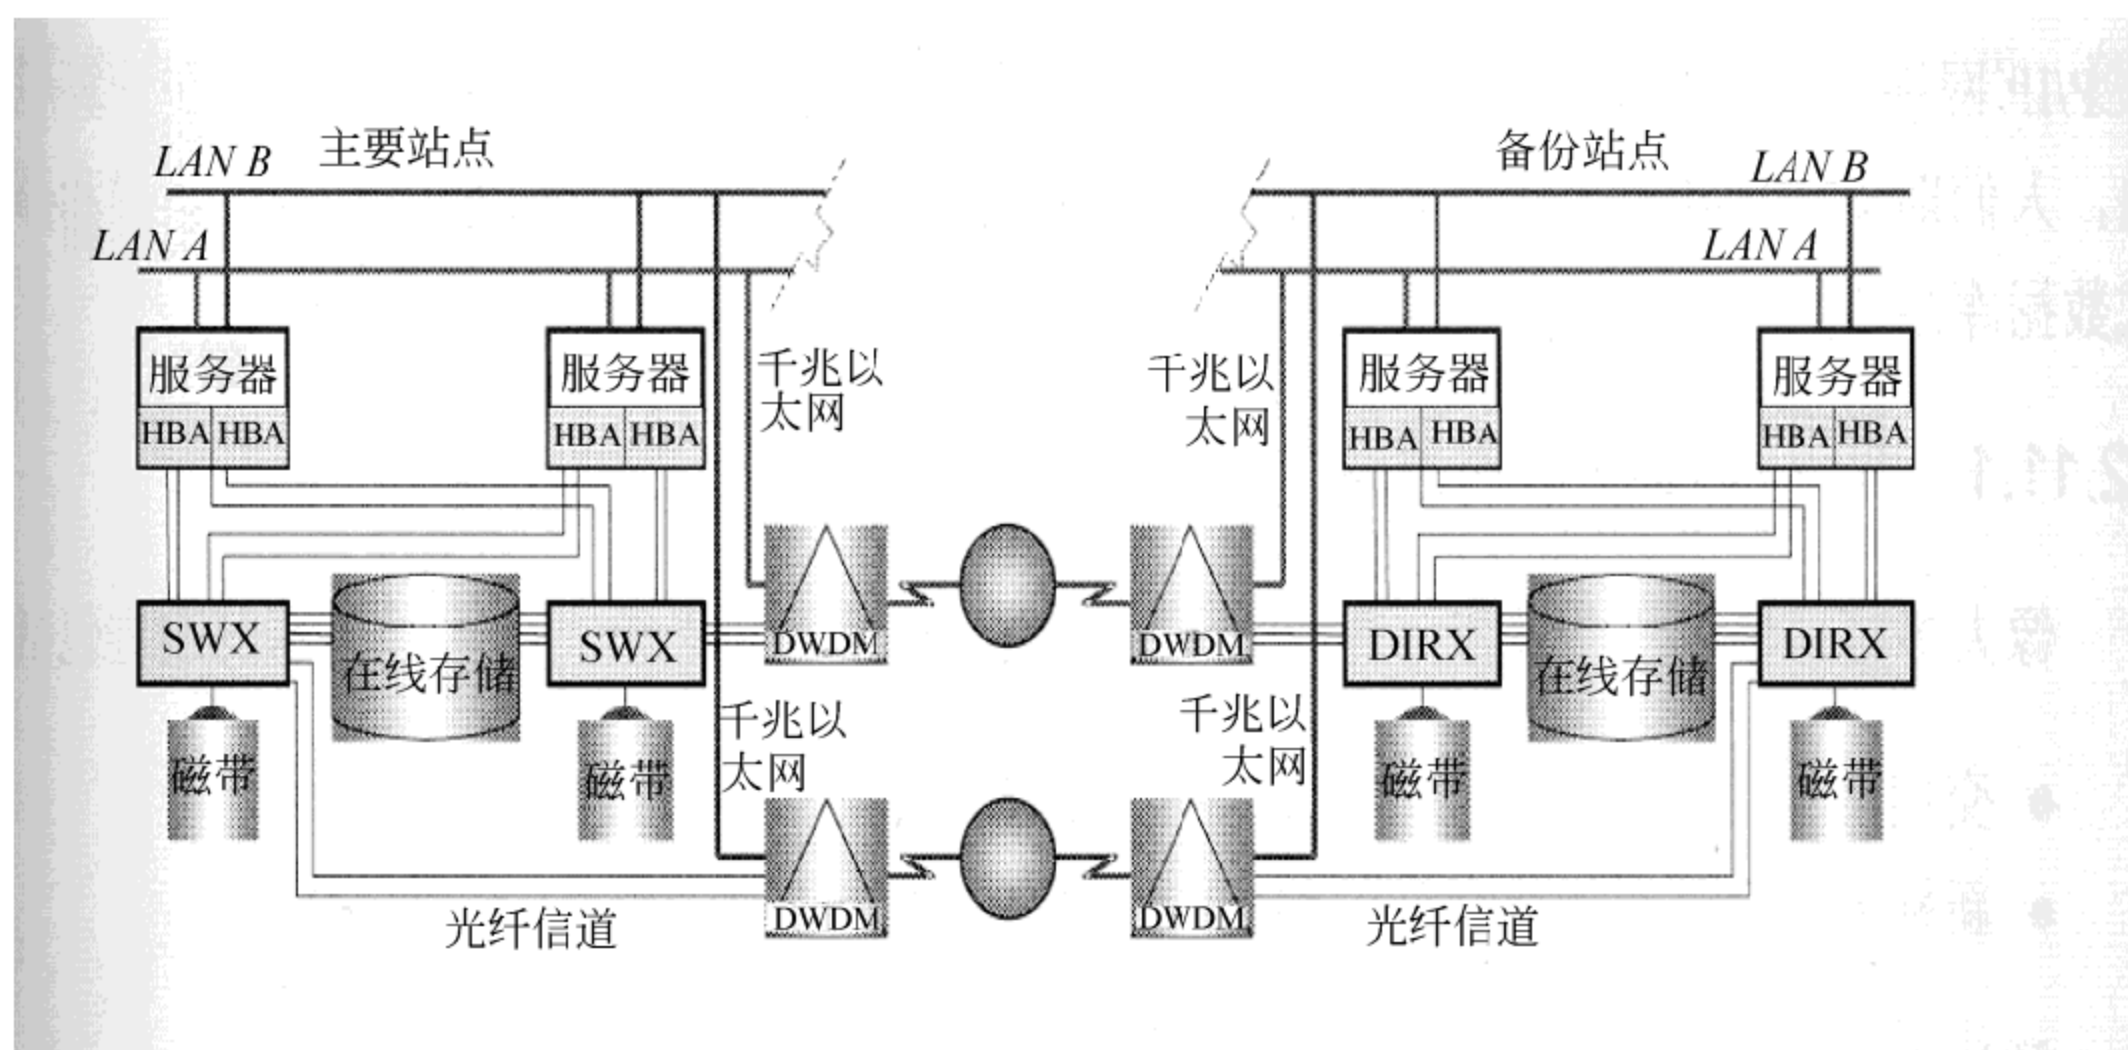 主要站点
备份站点
LAN B
LAN B
LAN A
LAN A
服务器
服务器
服务器
服务器
HBA HBA
HBA HBA
HBA HBA
HBA HBA
千兆以
太网
千兆以
太网
SWX
在线存储
SWX
DWDM
DWDM
DIRX
在线存储
DIRX
磁带
磁带
千兆以
太网
千兆以
太网
磁带
磁带
DWDM
DWDM
光纤信道
光纤信道